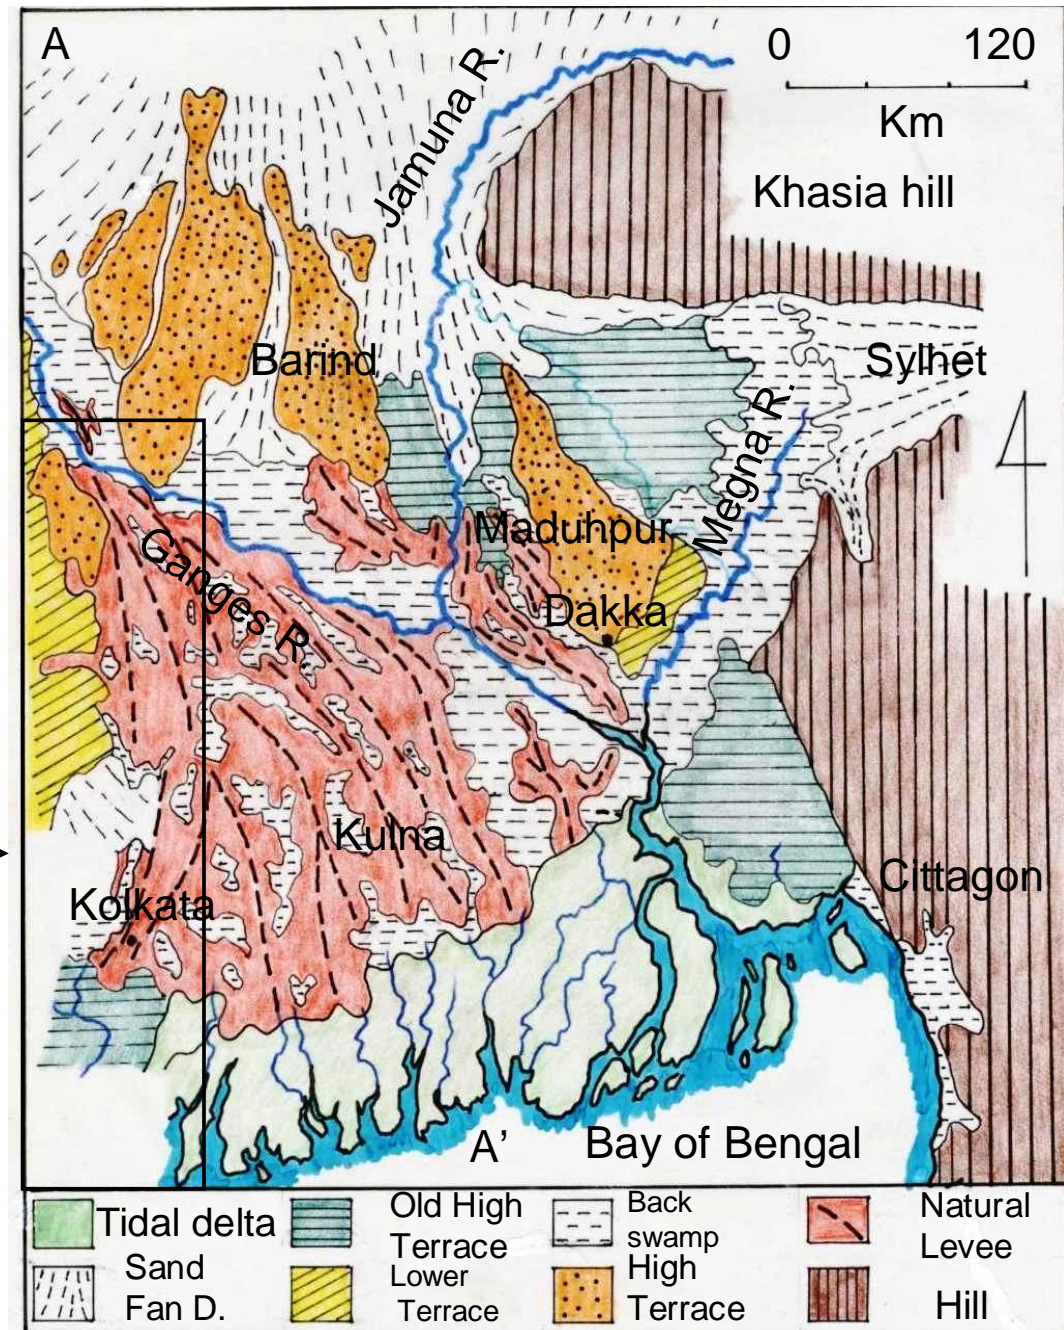 A
0 120
Km
Jamuna R.
Khasia hill
Barind
Sylhet
Megna R.
Maduhpur
Ganges R.
Dakka
Kulna
Kolkata
Cittagon
A’
Bay of Bengal
Tidal delta
Old High
Terrace
Back
swamp
Natural
Levee
Sand
Fan D.
Lower
Terrace
High
Terrace
Hill